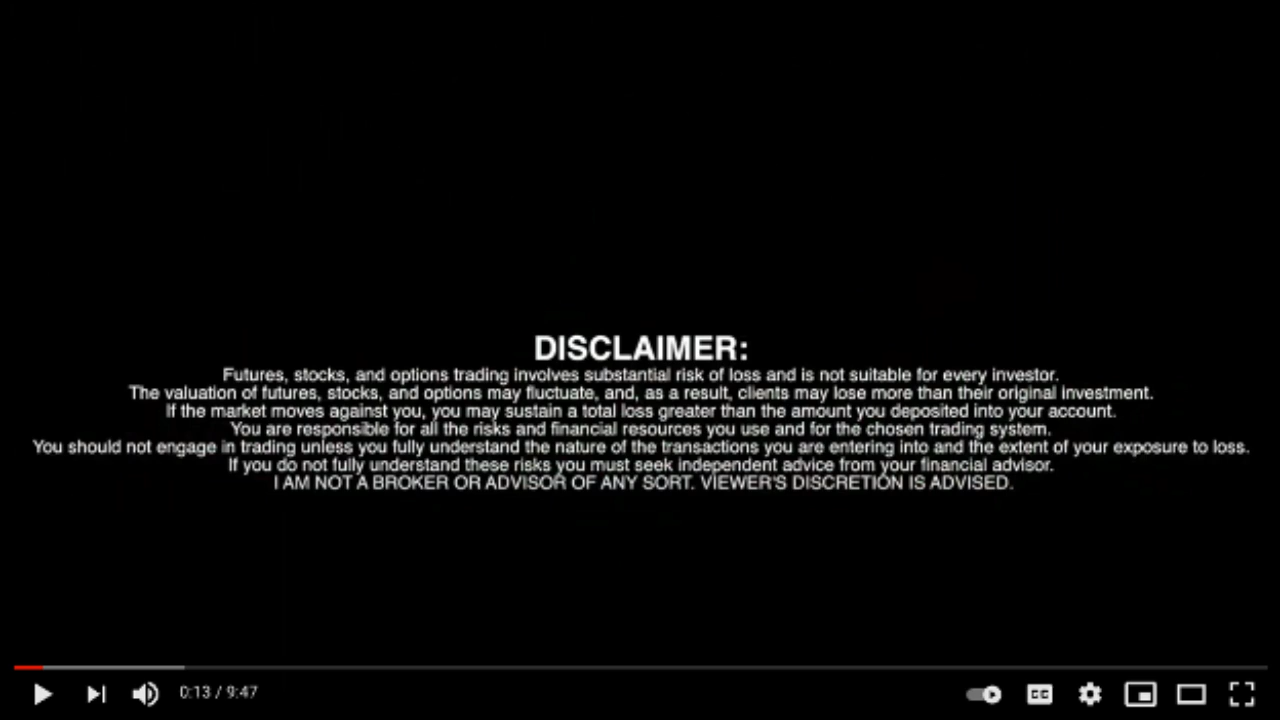 DISCLAIMER:
Futures, stocks, and options trading involves substantial risk of loss and is not suitable for every investor.
The valuation of futures, stocks, and options may fluctuate, and, as a result, clients may lose more than their original investment.
If the market moves against you, you may sustain a total loss greater than the amount you deposited into your account.
You are responsible for all the risks and financial resources you use and for the chosen trading system.
You should not engage in trading unless you fully understand the nature of the transactions you are entering into and the extent of your exposure to loss.
If you do not fully understand these risks you must seek independent advice from your financial advisor.
I AM NOT A BROKER OR ADVISOR OF ANY SORT. VIEWER'S DISCRETION IS ADVISED.
0:13 / 9:47
CC